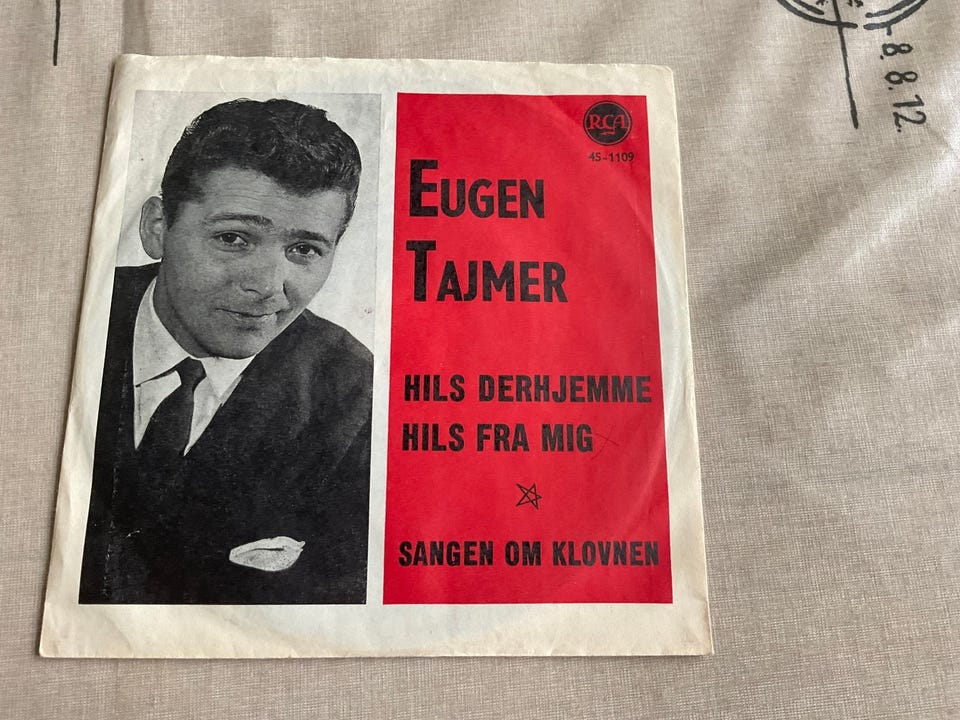 RCA
45-1109
EUGEN
TAJMER
HILS DERHJEMME
HILS FRA MIG
SANGEN OM KLOVNEN
8.8.12.